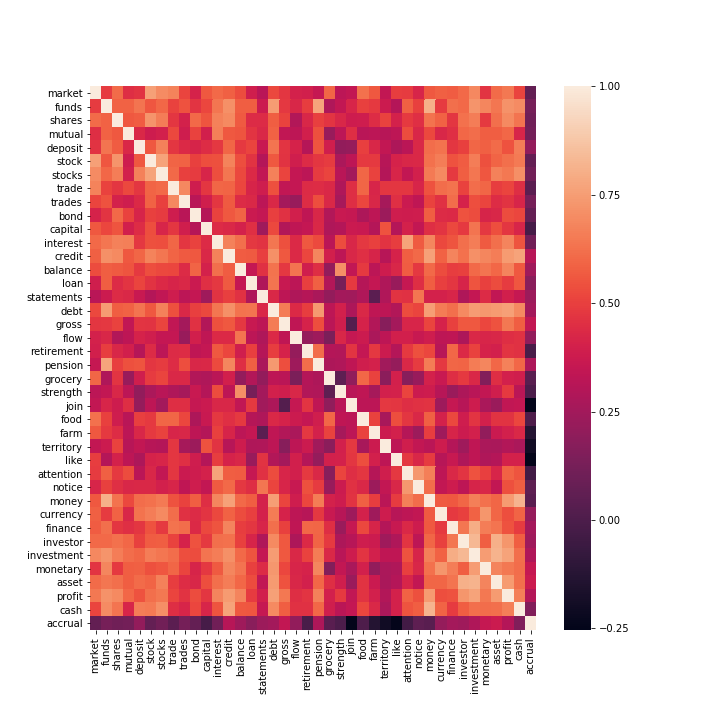 market
funds
shares
mutual
deposit
stock
stocks
trade
trades
bond
capital
interest
credit
balance
loan
statements
debt
gross
flow
retirement
pension
grocery
strength
join
food
farm
territory
like
attention
notice
money
currency
finance
investor
investment
monetary
asset
profit
cash
accrual
market
funds
shares
mutual
deposit
stock
stocks
trade
trades
bond
capital
interest
credit
balance
loan
statements
debt
gross
flow
retirement
pension
grocery
strength
join
food
farm
territory
like
attention
notice
money
currency
finance
investor
investment
monetary
asset
profit
cash
accrual
1.00
0.75
0.50
0.25
0.00
−0.25